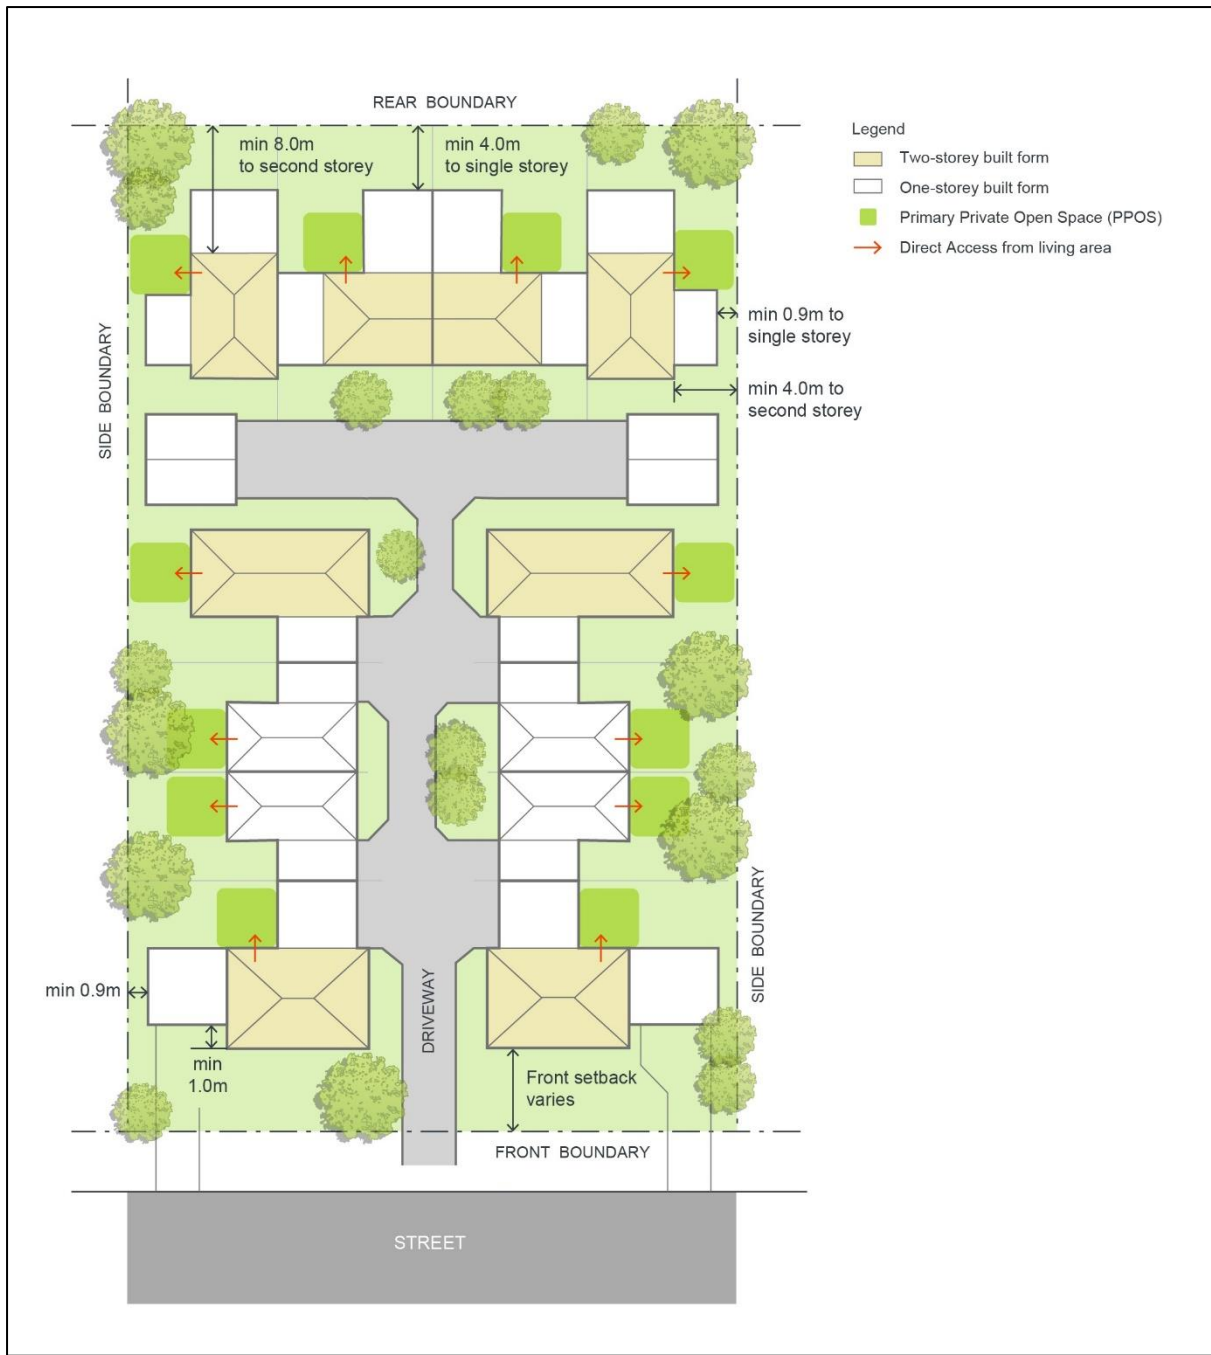 REAR BOUNDARY
min 8.0m
to second storey
min 4.0m
to single storey
Legend
Two-storey built form
One-storey built form
Primary Private Open Space (PPOS)
Direct Access from living area
min 0.9m to
single storey
min 4.0m to
second storey
SIDE BOUNDARY
SIDE BOUNDARY
min 0.9m
min
1.0m
DRIVEWAY
Front setback
varies
FRONT BOUNDARY
STREET